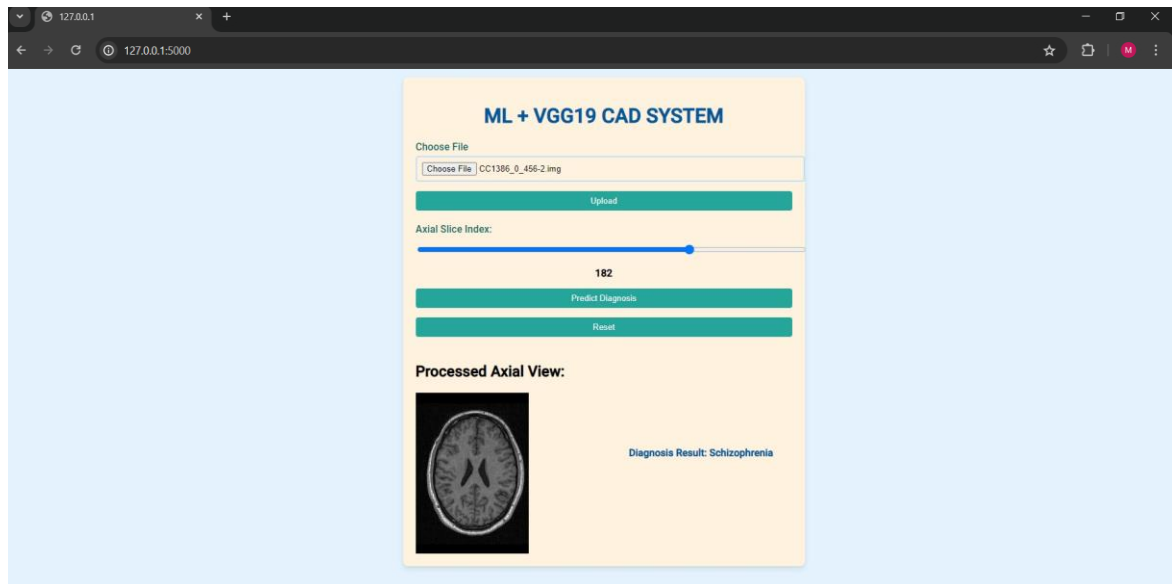 127.0.0.1
127.0.0.1:5000
M
ML + VGG19 CAD SYSTEM
Choose File
Choose File CC1386_0_456-2.img
Upload
Axial Slice Index:
182
Predict Diagnosis
Reset
Processed Axial View:
Diagnosis Result: Schizophrenia